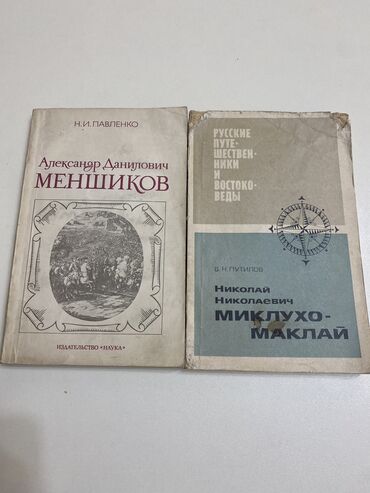 Н. И. ПАВЛЕНКО
Александр Данилович
МЕНШИКОВ
ИЗДАТЕЛЬСТВО «НАУКА»
РУССКИЕ
ПУТЕ-
ШЕСТВЕН-
НИКИ
И
ВОСТОКО-
ВЕДЫ
Б. Н. ПУТИЛОВ
Николай
Николаевич
МИКЛУХО-
МАКЛАЙ